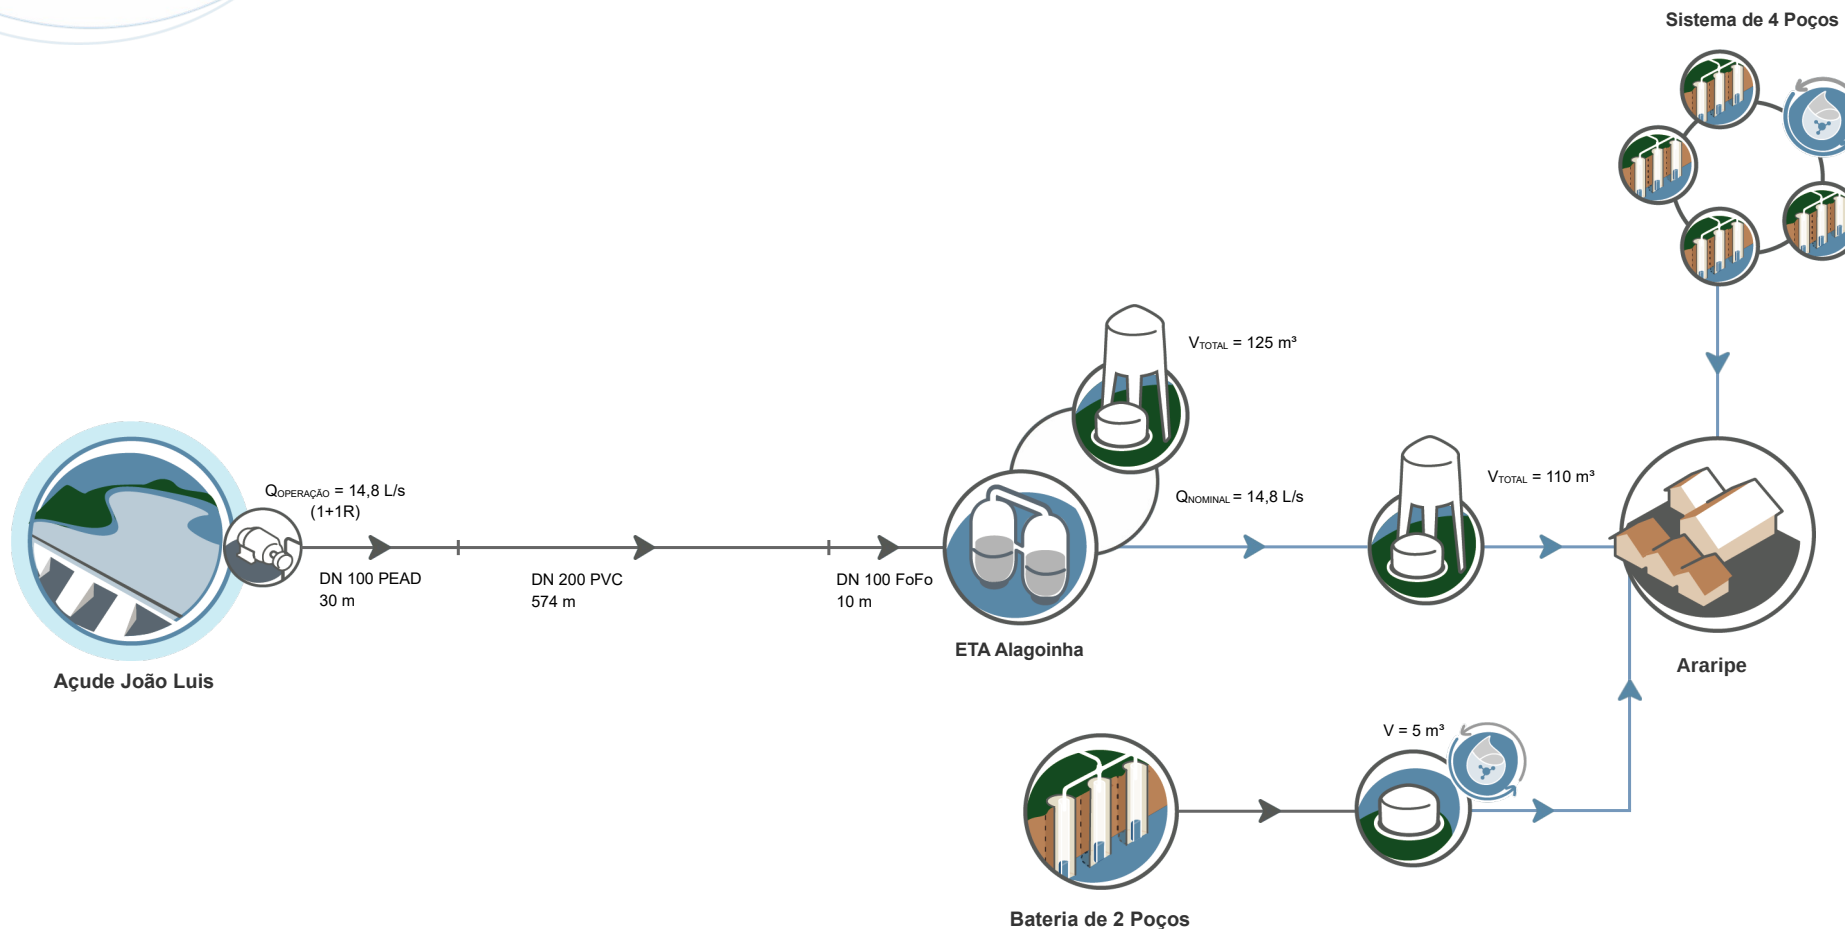 Sistema de 4 Poços
VTOTAL = 125 m³
QOPERAÇÃO = 14,8 L/s
(1+1R)
QNOMINAL = 14,8 L/s
VTOTAL = 110 m³
DN 100 PEAD
30 m
DN 200 PVC
574 m
DN 100 FoFo
10 m
ETA Alagoinha
Araripe
Açude João Luis
V = 5 m³
Bateria de 2 Poços